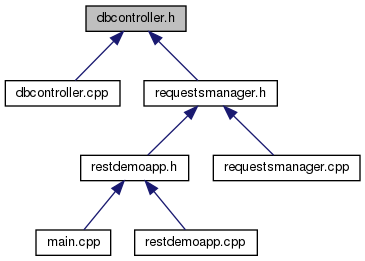 dbcontroller.h
dbcontroller.cpp
requestsmanager.h
restdemoapp.h
requestsmanager.cpp
main.cpp
restdemoapp.cpp